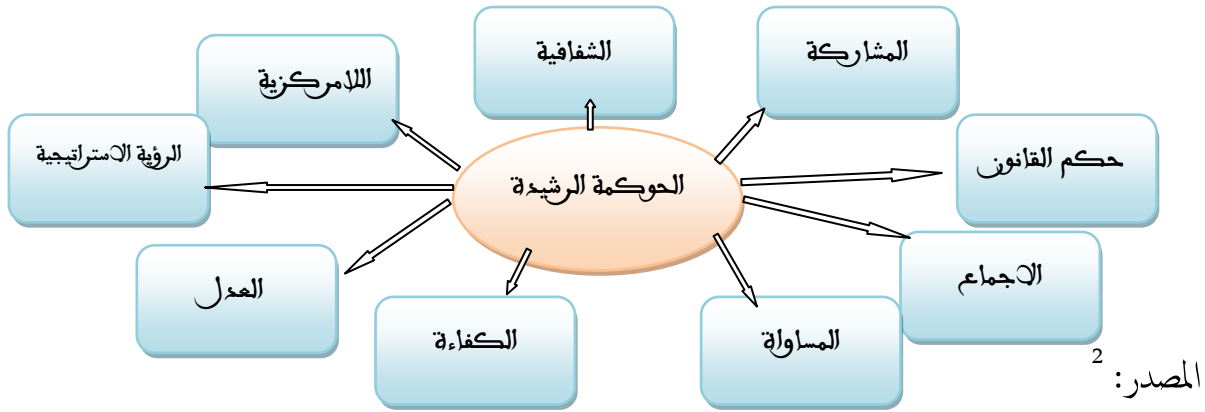 المشاركة
الشفافية
اللامركزية
حكم القانون
الرؤية الاستراتيجية
الحوكمة الرشيدة
الاجماع
العدل
المساواة
الكفاءة
المصدر: 2